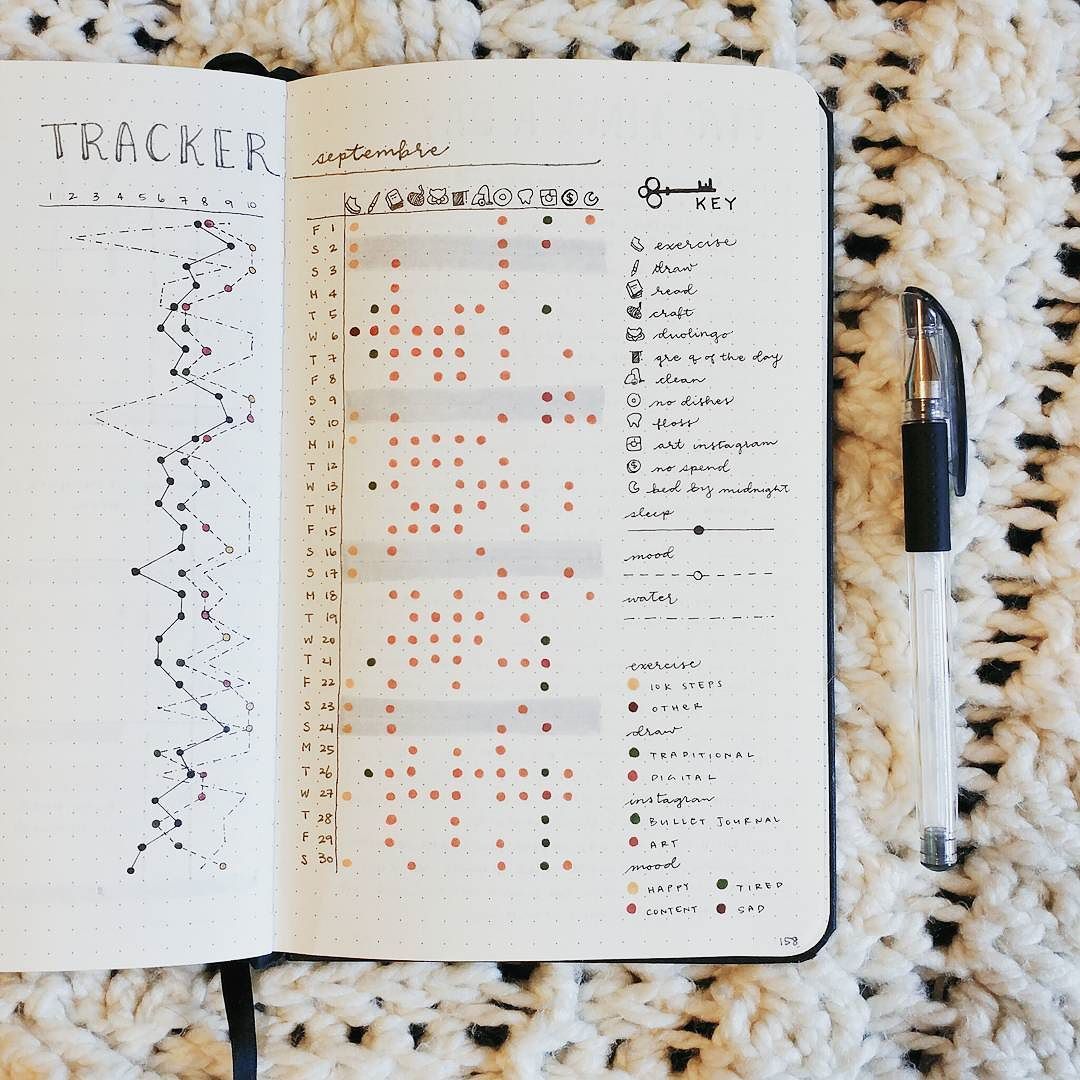 TRACKER
1 2 3 4 5 6 7 8 9 10
septembre
F 1
S 2
S 3
M 4
T 5
W 6
T 7
F 8
S 9
S 10
M 11
T 12
W 13
T 14
F 15
S 16
S 17
M 18
T 19
W 20
T 21
F 22
S 23
S 24
M 25
T 26
W 27
T 28
F 29
S 30
KEY
exercise
draw
read
craft
duolingo
gre q of the day
clean
no dishes
floss
art instagram
$ no spend
bed by midnight
sleep
mood
water
exercise
10K STEPS
OTHER
draw
TRADITIONAL
DIGITAL
instagram
BULLET JOURNAL
ART
mood
HAPPY TIRED
CONTENT SAD
158